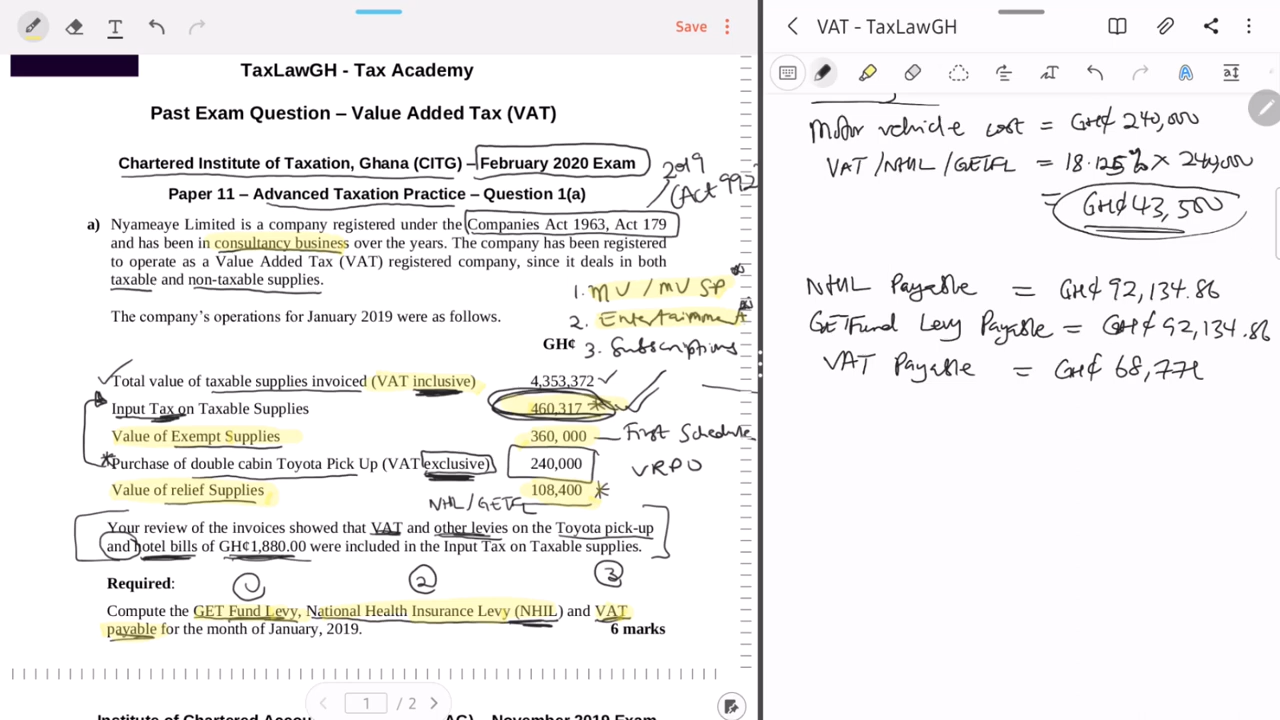 Save
TaxLawGH - Tax Academy
Past Exam Question – Value Added Tax (VAT)
Chartered Institute of Taxation, Ghana (CITG) – February 2020 Exam
2019
(Act 992
Paper 11 – Advanced Taxation Practice – Question 1(a)
a) Nyameaye Limited is a company registered under the Companies Act 1963, Act 179
and has been in consultancy business over the years. The company has been registered
to operate as a Value Added Tax (VAT) registered company, since it deals in both
taxable and non-taxable supplies.
1. MV / MV SP
2. Entertainment
3. Subscriptions
The company's operations for January 2019 were as follows.
GH¢
Total value of taxable supplies invoiced (VAT inclusive) 4,353,372
Input Tax on Taxable Supplies 460,317 *
Value of Exempt Supplies 360, 000 – First Schedule
*Purchase of double cabin Toyota Pick Up (VAT exclusive) 240,000 VRPO
Value of relief Supplies 108,400 *
NHIL/GETFL
Your review of the invoices showed that VAT and other levies on the Toyota pick-up
and hotel bills of GH¢1,880.00 were included in the Input Tax on Taxable supplies.
Required: 1 2 3
Compute the GET Fund Levy, National Health Insurance Levy (NHIL) and VAT
payable for the month of January, 2019. 6 marks
1 / 2
VAT - TaxLawGH
Motor vehicle cost = GH¢ 240,000
VAT/NHIL/GETFL = 18.125% x 240,000
= GH¢43,500
NHIL Payable = GH¢ 92,134.86
GETFund Levy Payable = GH¢ 92,134.86
VAT Payable = GH¢ 68,771